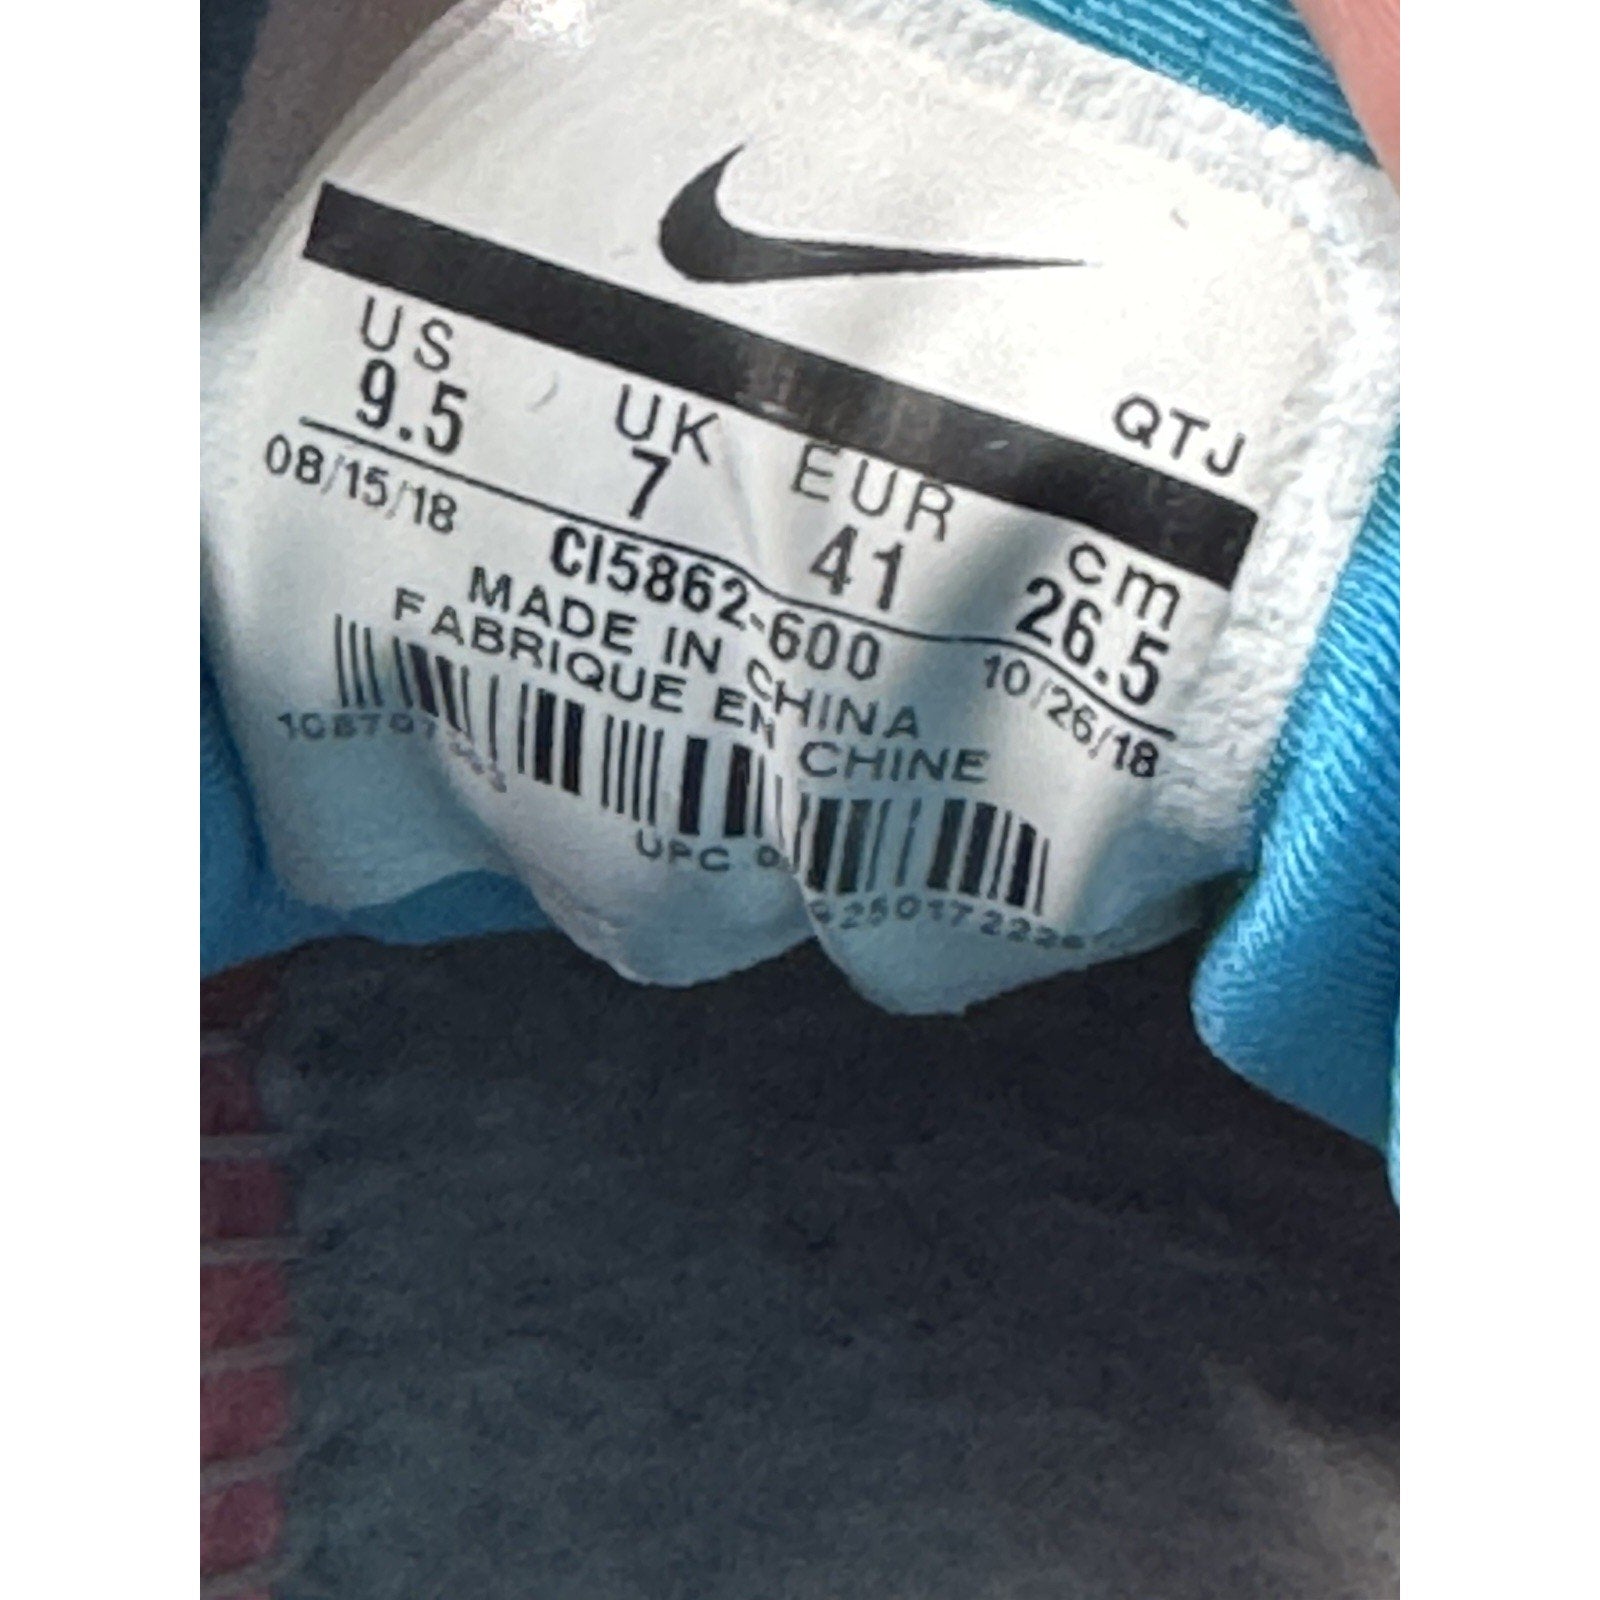 QTJ
US UK EUR cm
9.5 7 41 26.5
08/15/18 10/26/18
CI5862-600
MADE IN CHINA
FABRIQUE EN CHINE
UPC